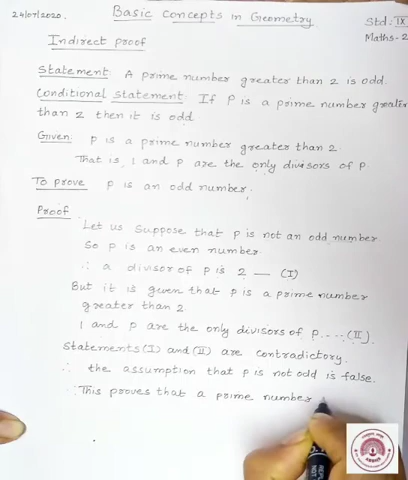 24/07/2020.
Basic Concepts in Geometry
Std: IX
Maths-2
Indirect proof
Statement: A prime number greater than 2 is odd.
Conditional statement: If P is a prime number greater
than 2 then it is odd.
Given: p is a prime number greater than 2.
That is, 1 and p are the only divisors of p.
To prove p is an odd number.
Proof
Let us suppose that p is not an odd number.
So p is an even number.
∴ a divisor of p is 2 — (I)
But it is given that p is a prime number
greater than 2.
1 and p are the only divisors of p.... (II).
Statements (I) and (II) are contradictory.
∴ the assumption that p is not odd is false.
∴ This proves that a prime number